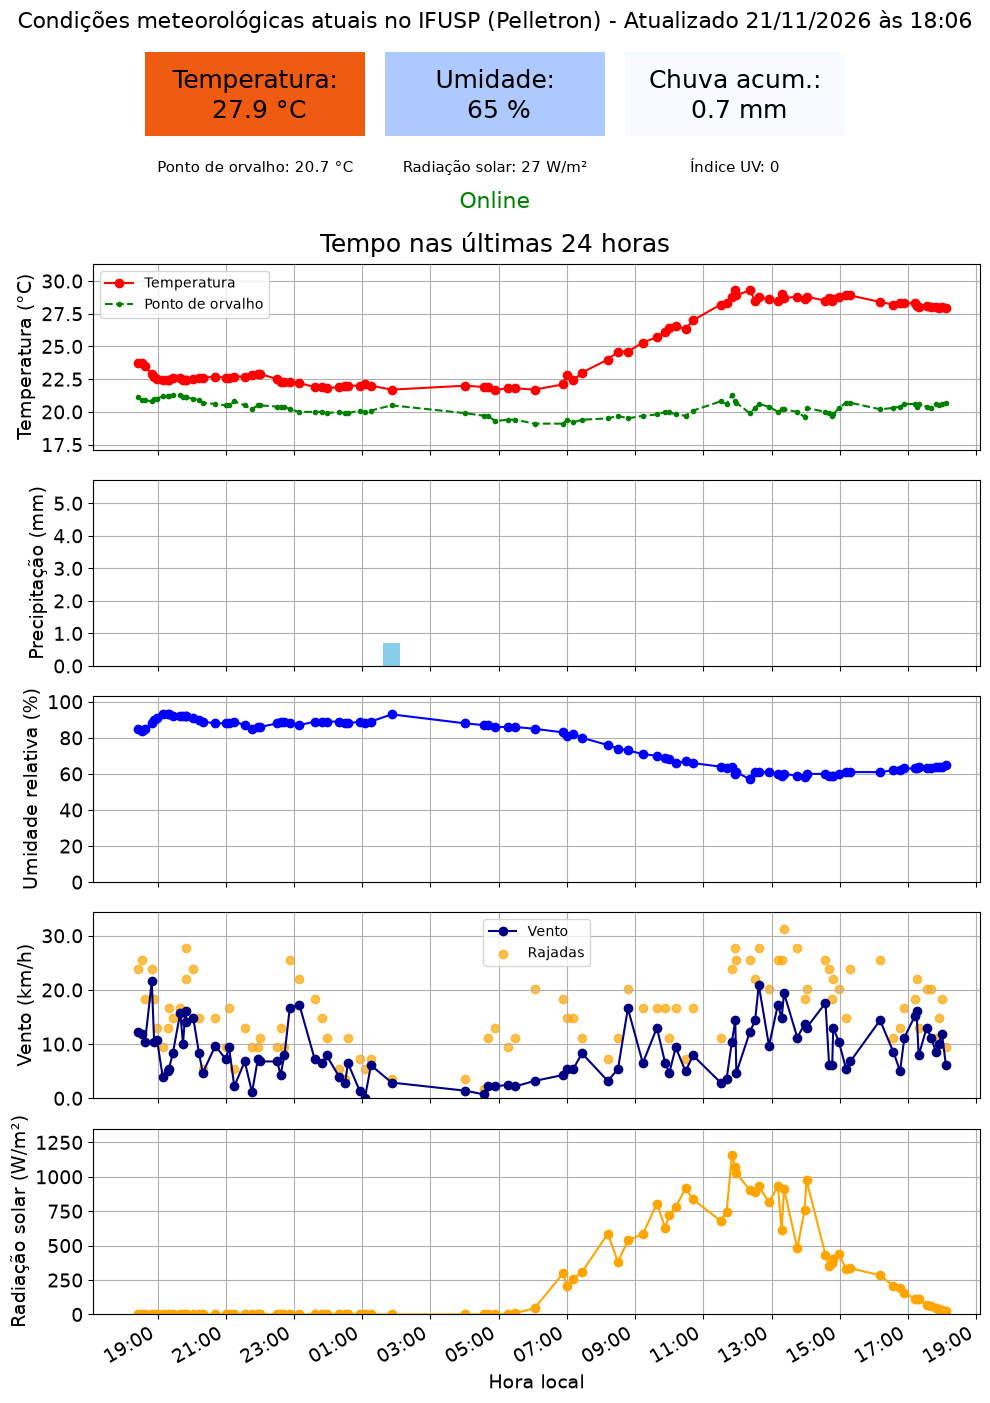 Condições meteorológicas atuais no IFUSP (Pelletron) - Atualizado 21/11/2026 às 18:06
Temperatura:
27.9 °C
Umidade:
65 %
Chuva acum.:
0.7 mm
Ponto de orvalho: 20.7 °C
Radiação solar: 27 W/m²
Índice UV: 0
Online
Tempo nas últimas 24 horas
Temperatura (°C)
30.0
27.5
25.0
22.5
20.0
17.5
Temperatura
Ponto de orvalho
Precipitação (mm)
5.0
4.0
3.0
2.0
1.0
0.0
Umidade relativa (%)
100
80
60
40
20
0
Vento (km/h)
30.0
20.0
10.0
0.0
Vento
Rajadas
Radiação solar (W/m²)
1250
1000
750
500
250
0
19:00
21:00
23:00
01:00
03:00
05:00
07:00
09:00
11:00
13:00
15:00
17:00
19:00
Hora local